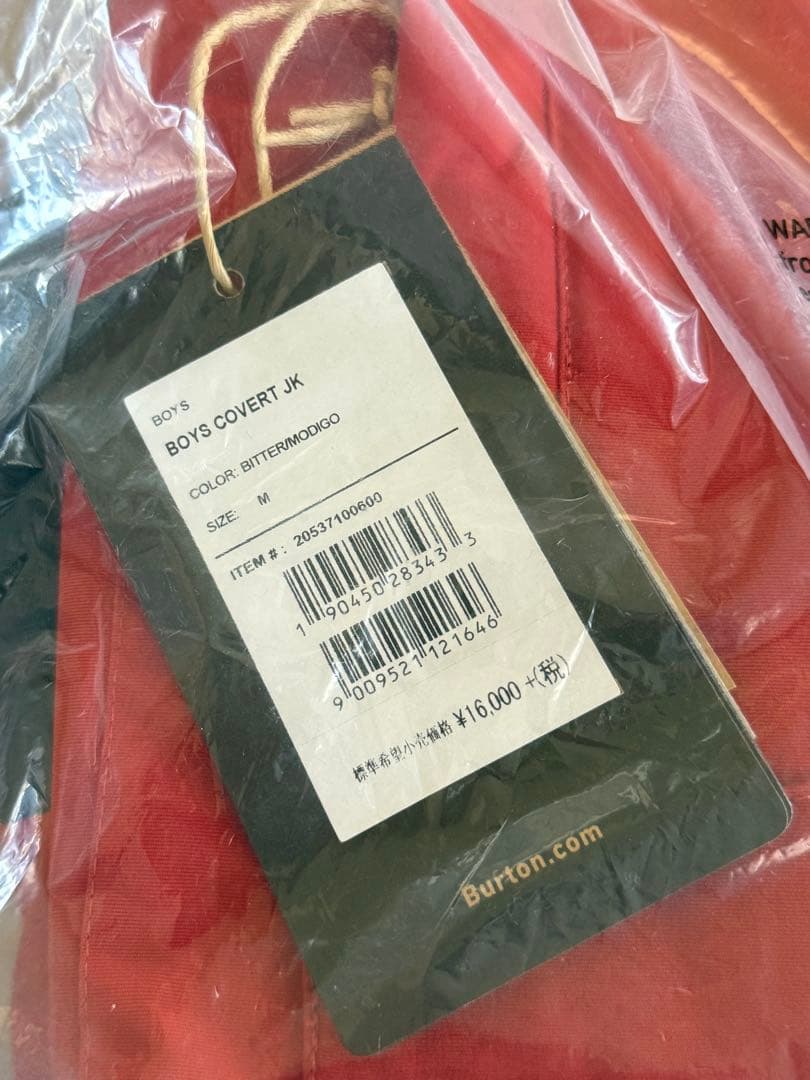 BOYS
BOYS COVERT JK
COLOR: BITTER/MODIGO
SIZE: M
ITEM # : 20537100600
1 90450 28343 3
9 009521 121646
標準希望小売価格 ¥16,000 +(税)
Burton.com